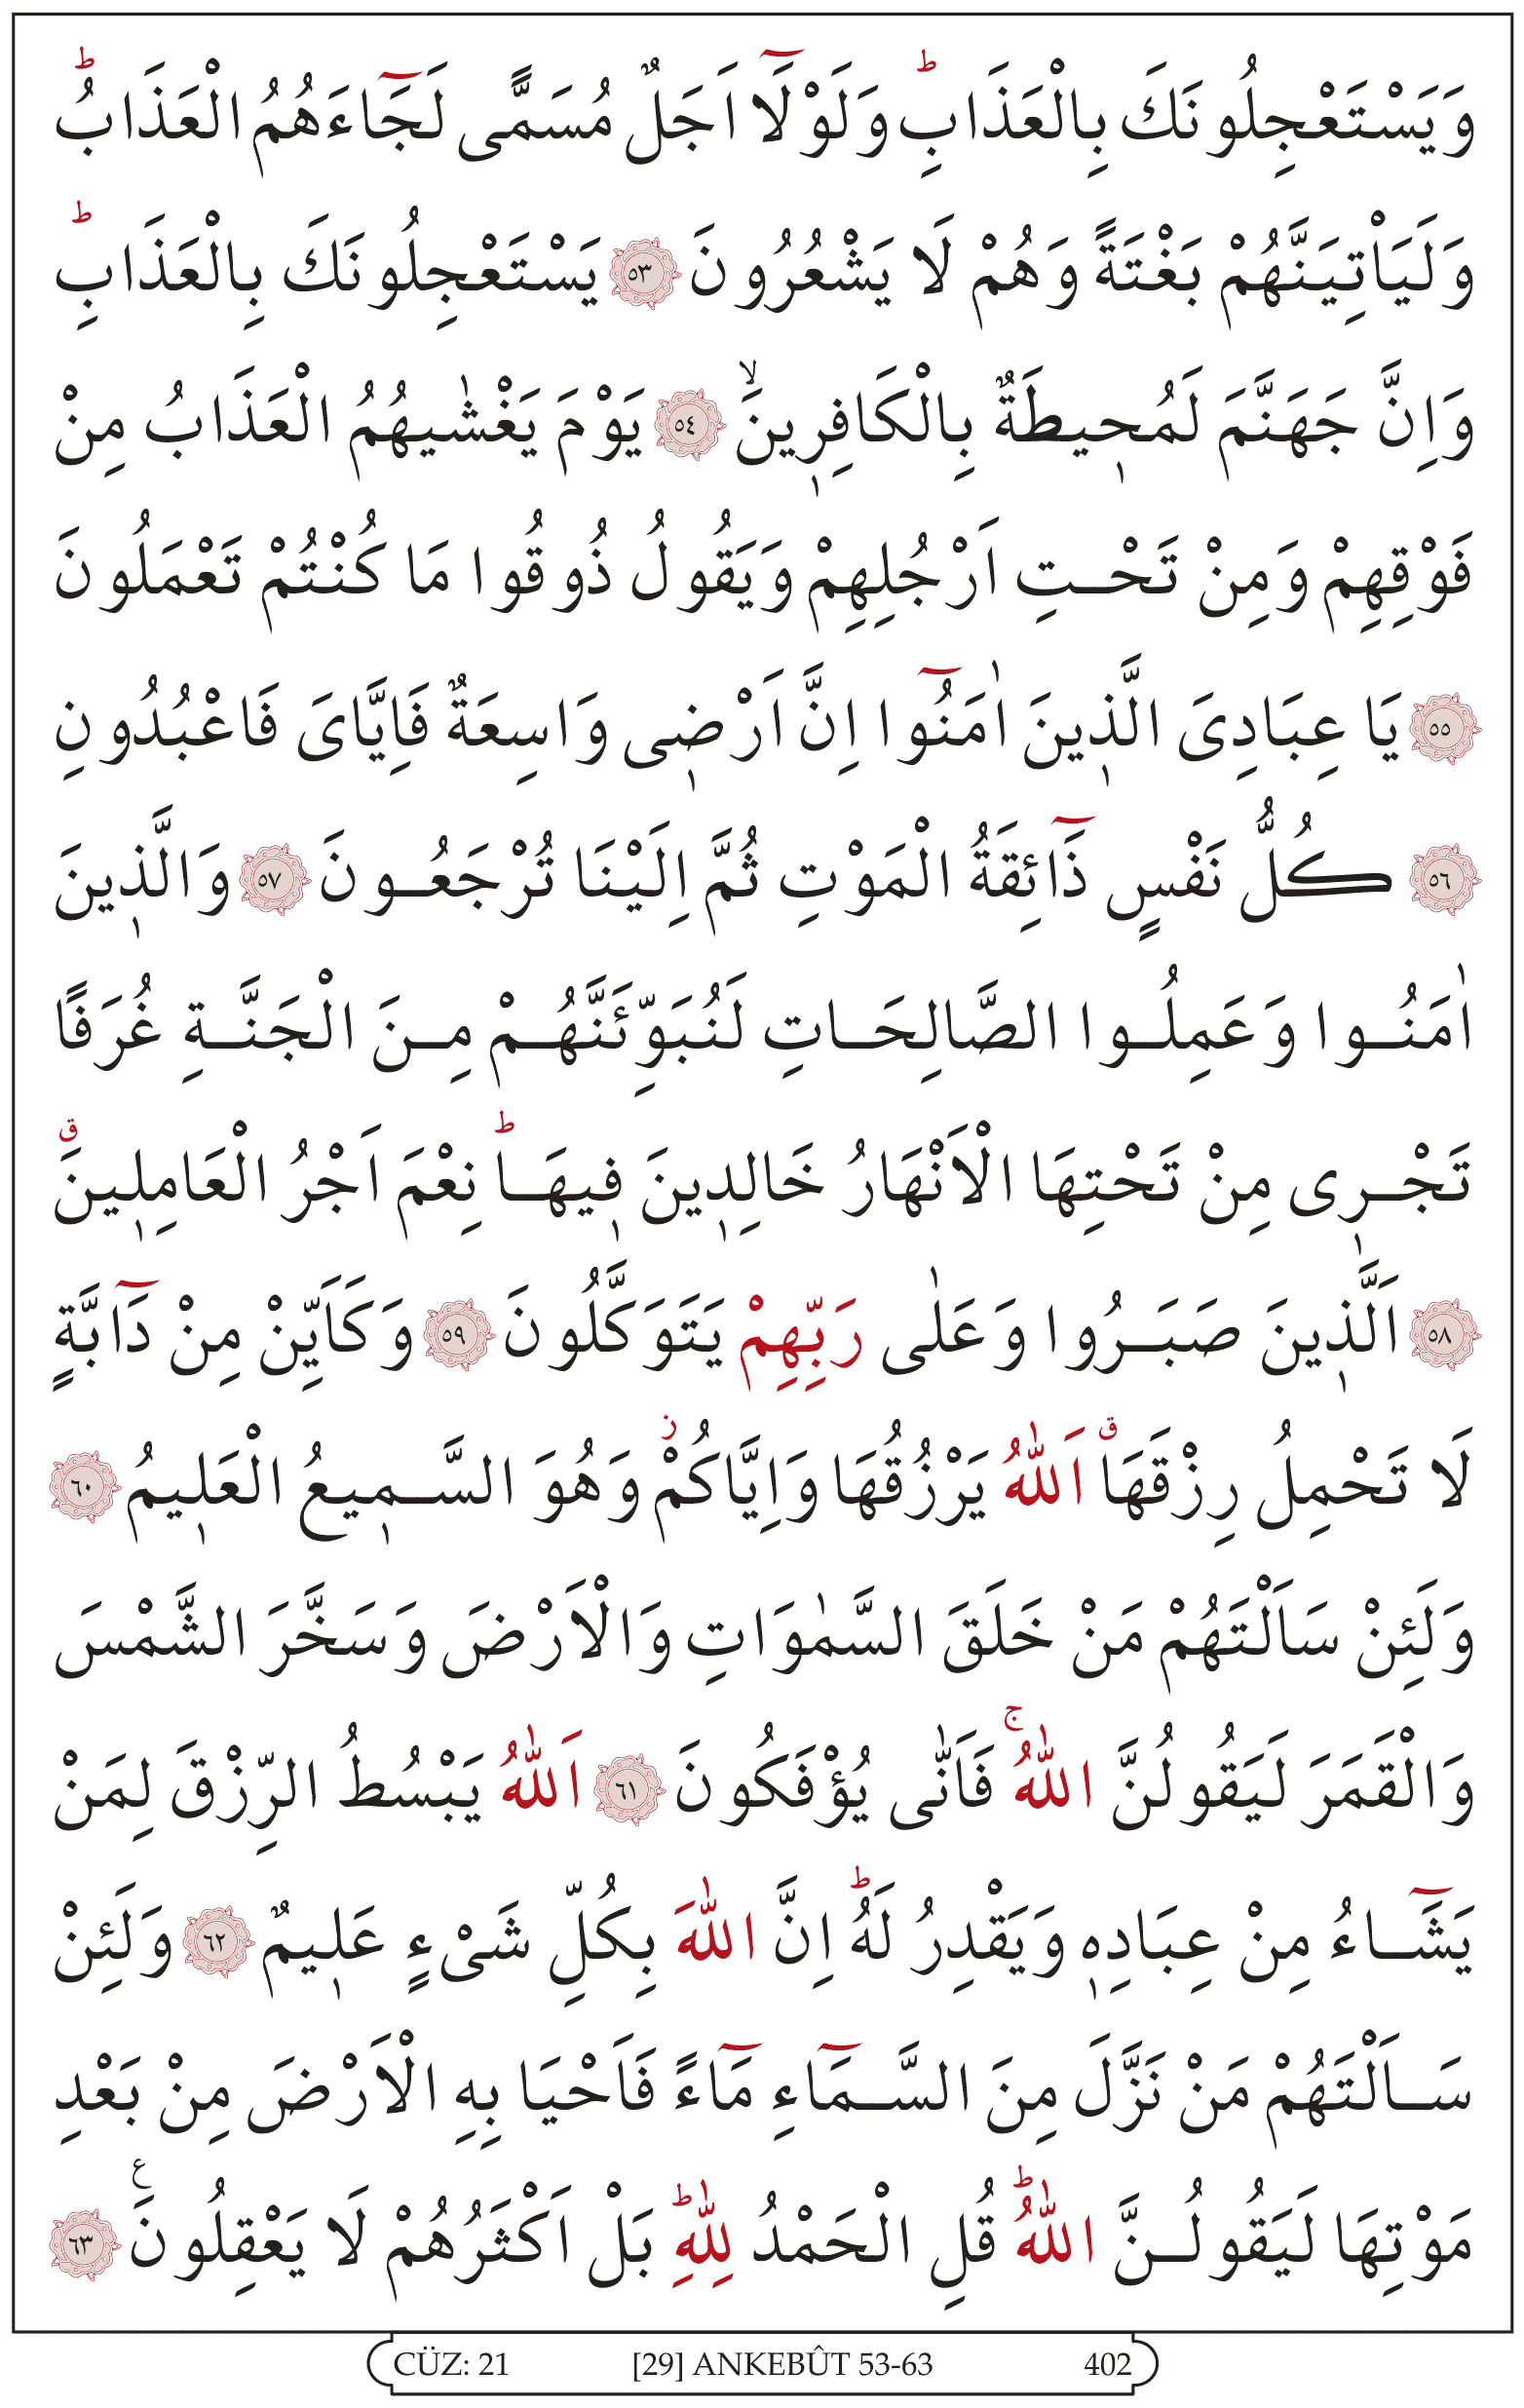 وَيَسْتَعْجِلُونَكَ بِالْعَذَابِۜ وَلَوْلَٓا اَجَلٌ مُسَمًّى لَجَٓاءَهُمُ الْعَذَابُۜ
وَلَيَأْتِيَنَّهُمْ بَغْتَةً وَهُمْ لَا يَشْعُرُونَ ﴿٥٣﴾ يَسْتَعْجِلُونَكَ بِالْعَذَابِۜ
وَاِنَّ جَهَنَّمَ لَمُح۪يطَةٌ بِالْكَافِر۪ينَۙ ﴿٥٤﴾ يَوْمَ يَغْشٰيهُمُ الْعَذَابُ مِنْ
فَوْقِهِمْ وَمِنْ تَحْتِ اَرْجُلِهِمْ وَيَقُولُ ذُوقُوا مَا كُنْتُمْ تَعْمَلُونَ
﴿٥٥﴾ يَا عِبَادِيَ الَّذ۪ينَ اٰمَنُٓوا اِنَّ اَرْض۪ي وَاسِعَةٌ فَاِيَّايَ فَاعْبُدُونِ
﴿٥٦﴾ كُلُّ نَفْسٍ ذَٓائِقَةُ الْمَوْتِ ثُمَّ اِلَيْنَا تُرْجَعُونَ ﴿٥٧﴾ وَالَّذ۪ينَ
اٰمَنُوا وَعَمِلُوا الصَّالِحَاتِ لَنُبَوِّئَنَّهُمْ مِنَ الْجَنَّةِ غُرَفًا
تَجْر۪ي مِنْ تَحْتِهَا الْاَنْهَارُ خَالِد۪ينَ ف۪يهَاۜ نِعْمَ اَجْرُ الْعَامِل۪ينَۗ
﴿٥٨﴾ اَلَّذ۪ينَ صَبَرُوا وَعَلٰى رَبِّهِمْ يَتَوَكَّلُونَ ﴿٥٩﴾ وَكَاَيِّنْ مِنْ دَٓابَّةٍ
لَا تَحْمِلُ رِزْقَهَاۗ اَللّٰهُ يَرْزُقُهَا وَاِيَّاكُمْۘ وَهُوَ السَّم۪يعُ الْعَل۪يمُ ﴿٦٠﴾
وَلَئِنْ سَاَلْتَهُمْ مَنْ خَلَقَ السَّمٰوَاتِ وَالْاَرْضَ وَسَخَّرَ الشَّمْسَ
وَالْقَمَرَ لَيَقُولُنَّ اللّٰهُۚ فَاَنّٰى يُؤْفَكُونَ ﴿٦١﴾ اَللّٰهُ يَبْسُطُ الرِّزْقَ لِمَنْ
يَشَٓاءُ مِنْ عِبَادِه۪ وَيَقْدِرُ لَهُۜ اِنَّ اللّٰهَ بِكُلِّ شَيْءٍ عَل۪يمٌ ﴿٦٢﴾ وَلَئِنْ
سَاَلْتَهُمْ مَنْ نَزَّلَ مِنَ السَّمَٓاءِ مَٓاءً فَاَحْيَا بِهِ الْاَرْضَ مِنْ بَعْدِ
مَوْتِهَا لَيَقُولُنَّ اللّٰهُۜ قُلِ الْحَمْدُ لِلّٰهِۜ بَلْ اَكْثَرُهُمْ لَا يَعْقِلُونَ۟ ﴿٦٣﴾
CÜZ: 21 [29] ANKEBÛT 53-63 402